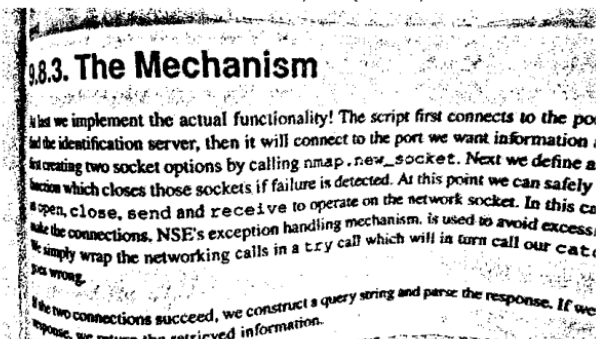 9.8.3. The Mechanism
At last we implement the actual functionality! The script first connects to the
the identification server, then it will connect to the port we want information
first creating two socket options by calling nmap.new_socket. Next we define a
function which closes those sockets if failure is detected. At this point we can safely
open, close, send and receive to operate on the network socket. In this
make the connections. NSE's exception handling mechanism. is used to avoid
We simply wrap the networking calls in a try call which will in turn call our
wrong.
If the two connections succeed, we construct a query string and parse the response. If we
response, we return the retrieved information.